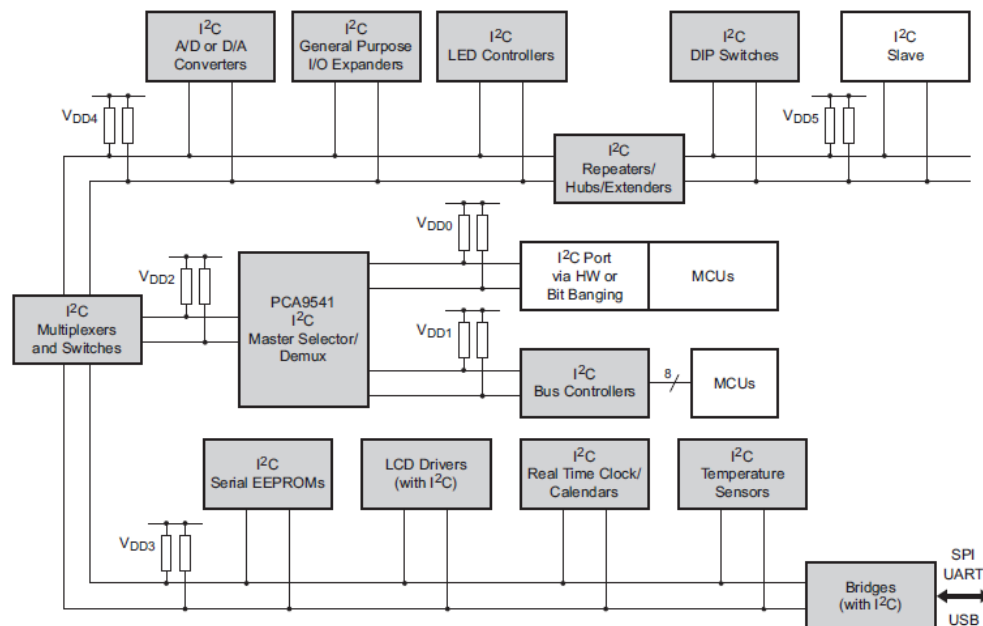 I²C
A/D or D/A
Converters
I²C
General Purpose
I/O Expanders
I²C
LED Controllers
I²C
DIP Switches
I²C
Slave
VDD4
VDD5
I²C
Repeaters/
Hubs/Extenders
VDD0
I²C Port
via HW or
Bit Banging
MCUs
VDD2
PCA9541
I²C
Master Selector/
Demux
I²C
Multiplexers
and Switches
VDD1
I²C
Bus Controllers
8
MCUs
I²C
Serial EEPROMs
LCD Drivers
(with I²C)
I²C
Real Time Clock/
Calendars
I²C
Temperature
Sensors
VDD3
Bridges
(with I²C)
SPI
UART
USB